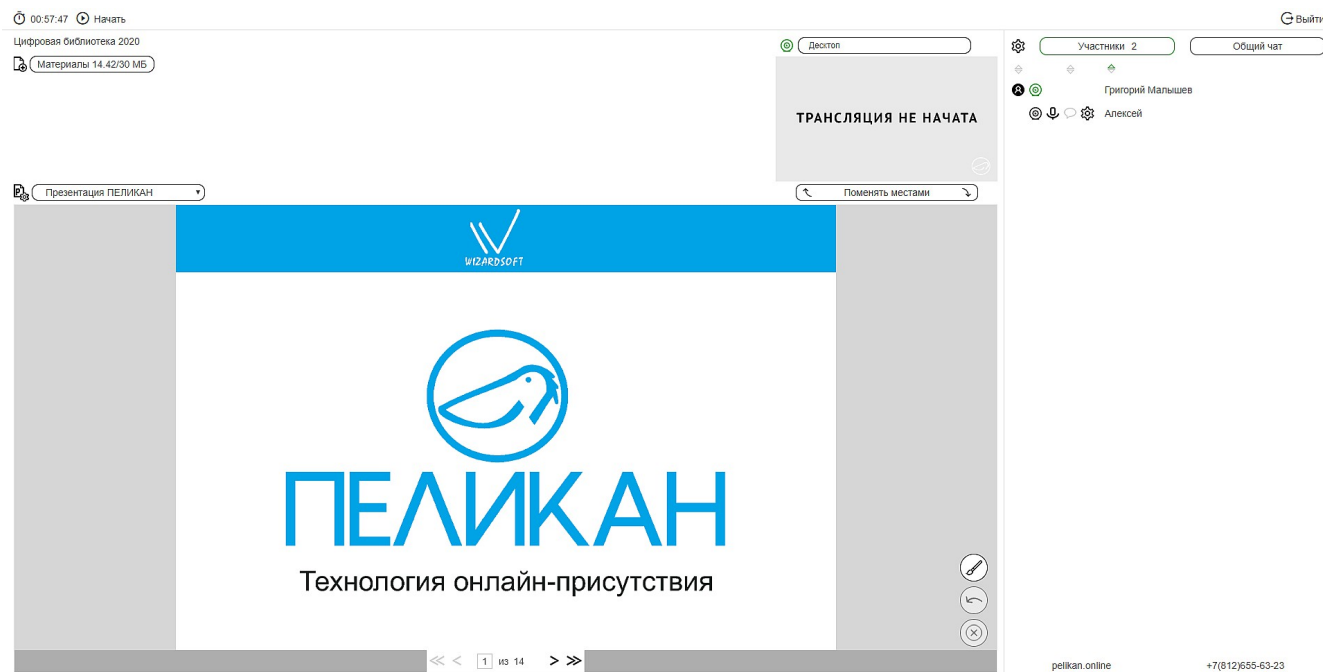 00:57:47 Начать
Выйти
Цифровая библиотека 2020
Материалы 14.42/30 МБ
Десктоп
ТРАНСЛЯЦИЯ НЕ НАЧАТА
Участники 2
Общий чат
Григорий Малышев
Алексей
Презентация ПЕЛИКАН
Поменять местами
WIZARDSOFT
ПЕЛИКАН
Технология онлайн-присутствия
1 из 14
pelikan.online
+7(812)655-63-23